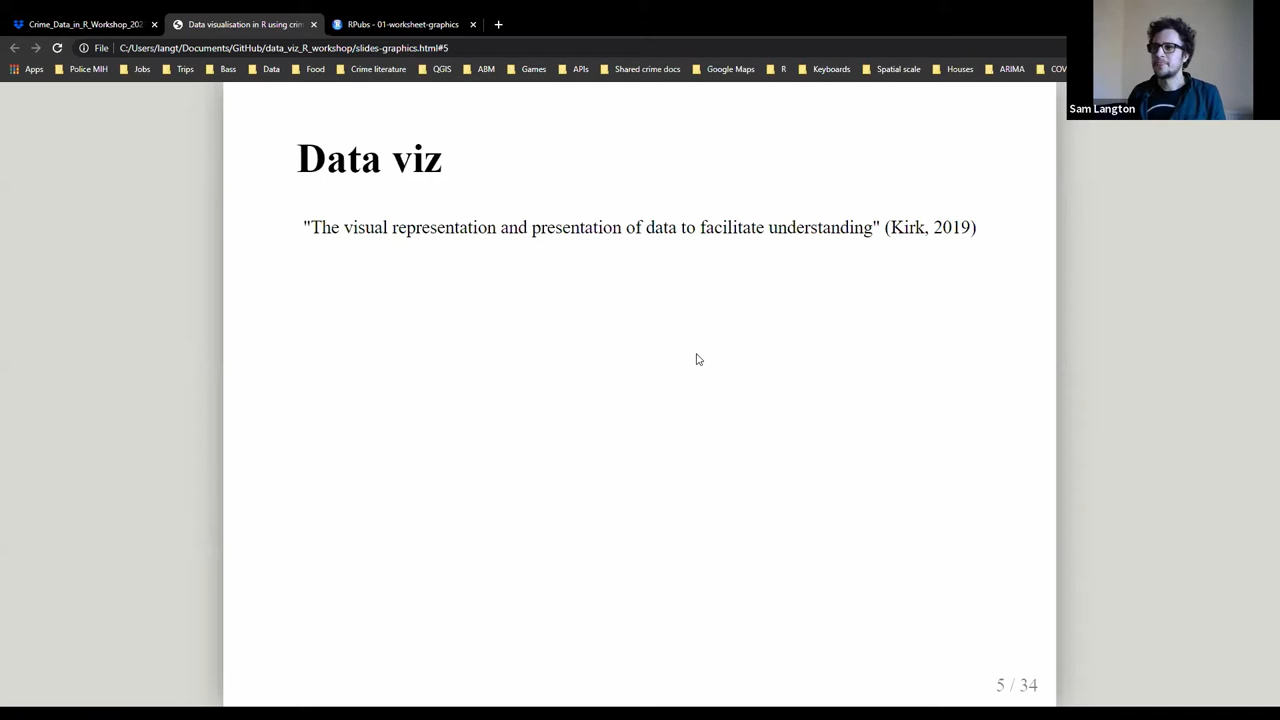 Crime_Data_in_R_Workshop_202
Data visualisation in R using crim
RPubs - 01-worksheet-graphics
File
C:/Users/langt/Documents/GitHub/data_viz_R_workshop/slides-graphics.html#5
Apps Police MIH Jobs Trips Bass Data Food Crime literature QGIS ABM Games APIs Shared crime docs Google Maps R Keyboards Spatial scale Houses ARIMA COV
Sam Langton
Data viz
"The visual representation and presentation of data to facilitate understanding" (Kirk, 2019)
5 / 34